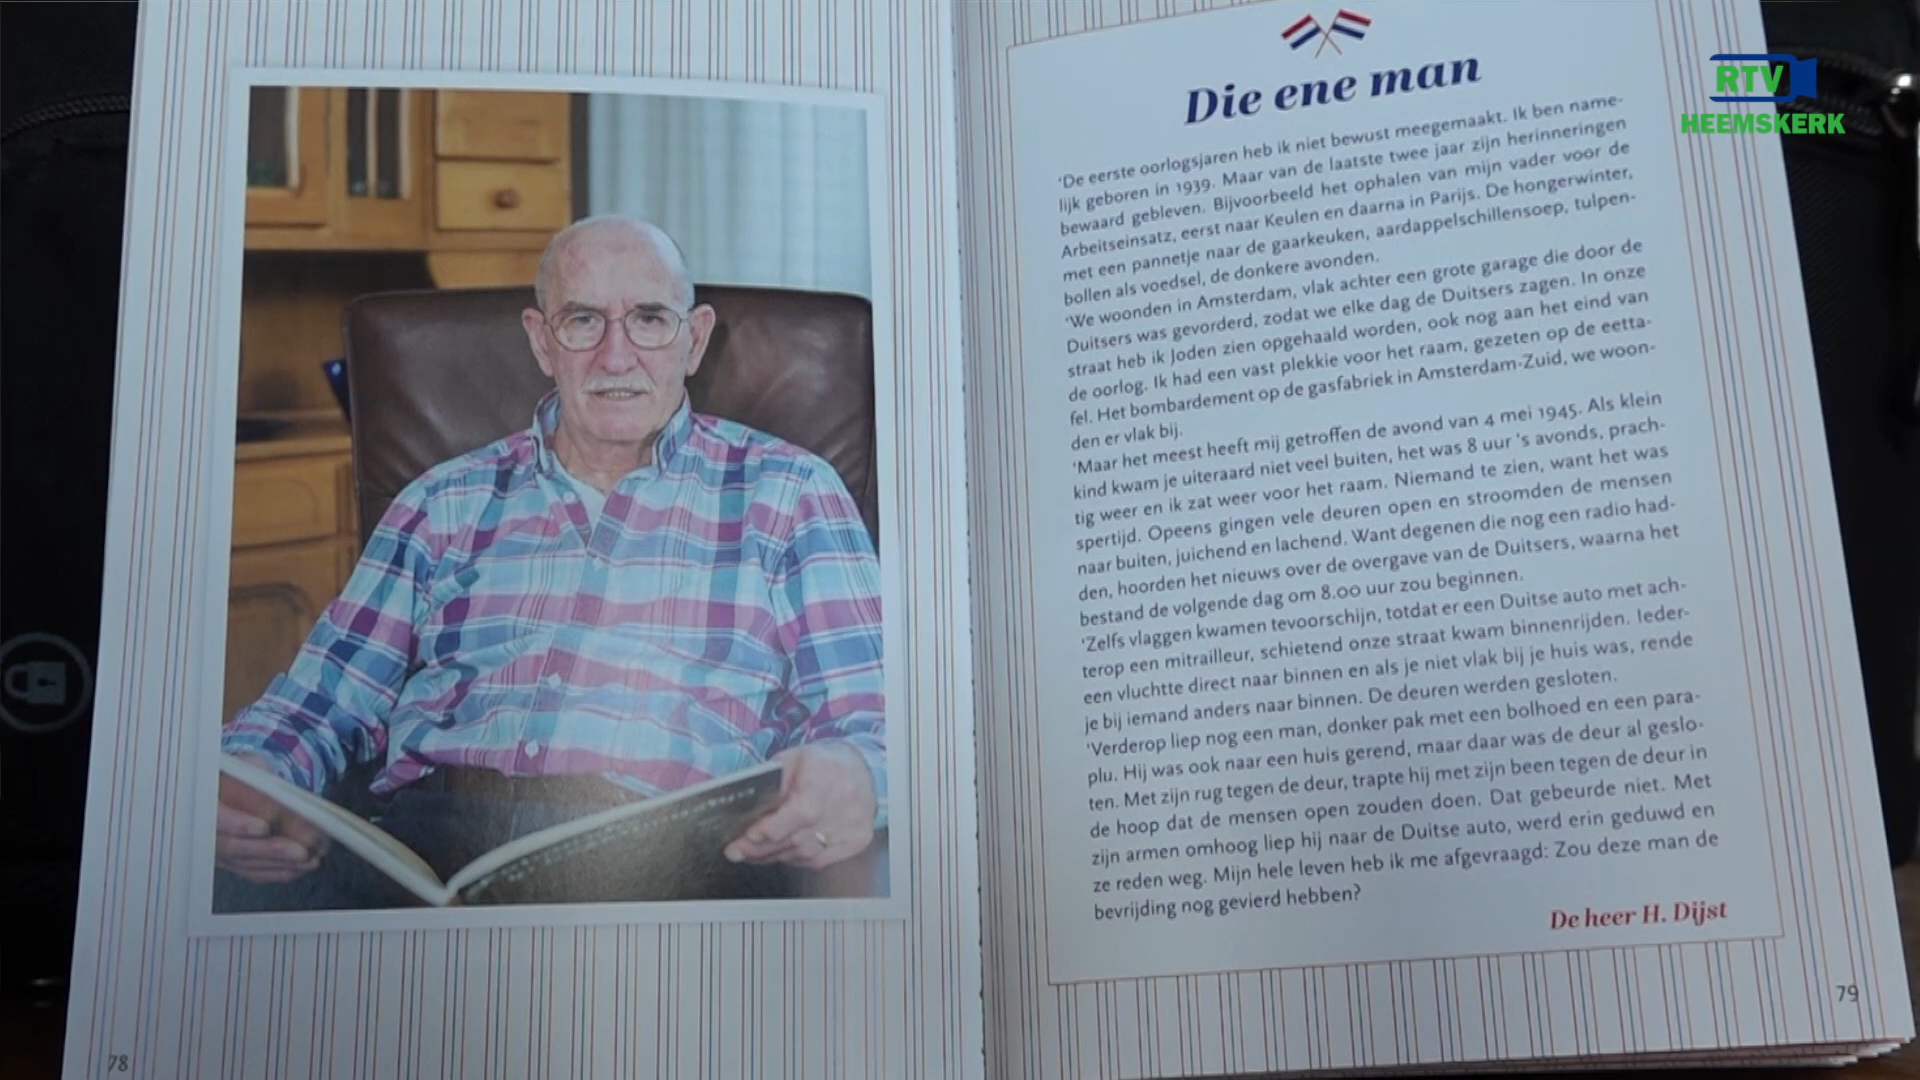 Die ene man
'De eerste oorlogsjaren heb ik niet bewust meegemaakt. Ik ben name-
lijk geboren in 1939. Maar van de laatste twee jaar zijn herinneringen
bewaard gebleven. Bijvoorbeeld het ophalen van mijn vader voor de
Arbeitseinsatz, eerst naar Keulen en daarna in Parijs. De hongerwinter,
met een pannetje naar de gaarkeuken, aardappelschillensoep, tulpen-
bollen als voedsel, de donkere avonden.
'We woonden in Amsterdam, vlak achter een grote garage die door de
Duitsers was gevorderd, zodat we elke dag de Duitsers zagen. In onze
straat heb ik Joden zien opgehaald worden, ook nog aan het eind van
de oorlog. Ik had een vast plekkie voor het raam, gezeten op de eetta-
fel. Het bombardement op de gasfabriek in Amsterdam-Zuid, we woon-
den er vlak bij.
'Maar het meest heeft mij getroffen de avond van 4 mei 1945. Als klein
kind kwam je uiteraard niet veel buiten, het was 8 uur 's avonds, prach-
tig weer en ik zat weer voor het raam. Niemand te zien, want het was
spertijd. Opeens gingen vele deuren open en stroomden de mensen
naar buiten, juichend en lachend. Want degenen die nog een radio had-
den, hoorden het nieuws over de overgave van de Duitsers, waarna het
bestand de volgende dag om 8.00 uur zou beginnen.
'Zelfs vlaggen kwamen tevoorschijn, totdat er een Duitse auto met ach-
terop een mitrailleur, schietend onze straat kwam binnenrijden. Ieder-
een vluchtte direct naar binnen en als je niet vlak bij je huis was, rende
je bij iemand anders naar binnen. De deuren werden gesloten.
'Verderop liep nog een man, donker pak met een bolhoed en een para-
plu. Hij was ook naar een huis gerend, maar daar was de deur al geslo-
ten. Met zijn rug tegen de deur, trapte hij met zijn been tegen de deur in
de hoop dat de mensen open zouden doen. Dat gebeurde niet. Met
zijn armen omhoog liep hij naar de Duitse auto, werd erin geduwd en
ze reden weg. Mijn hele leven heb ik me afgevraagd: Zou deze man de
bevrijding nog gevierd hebben?
De heer H. Dijst
78
79
RTV
HEEMSKERK